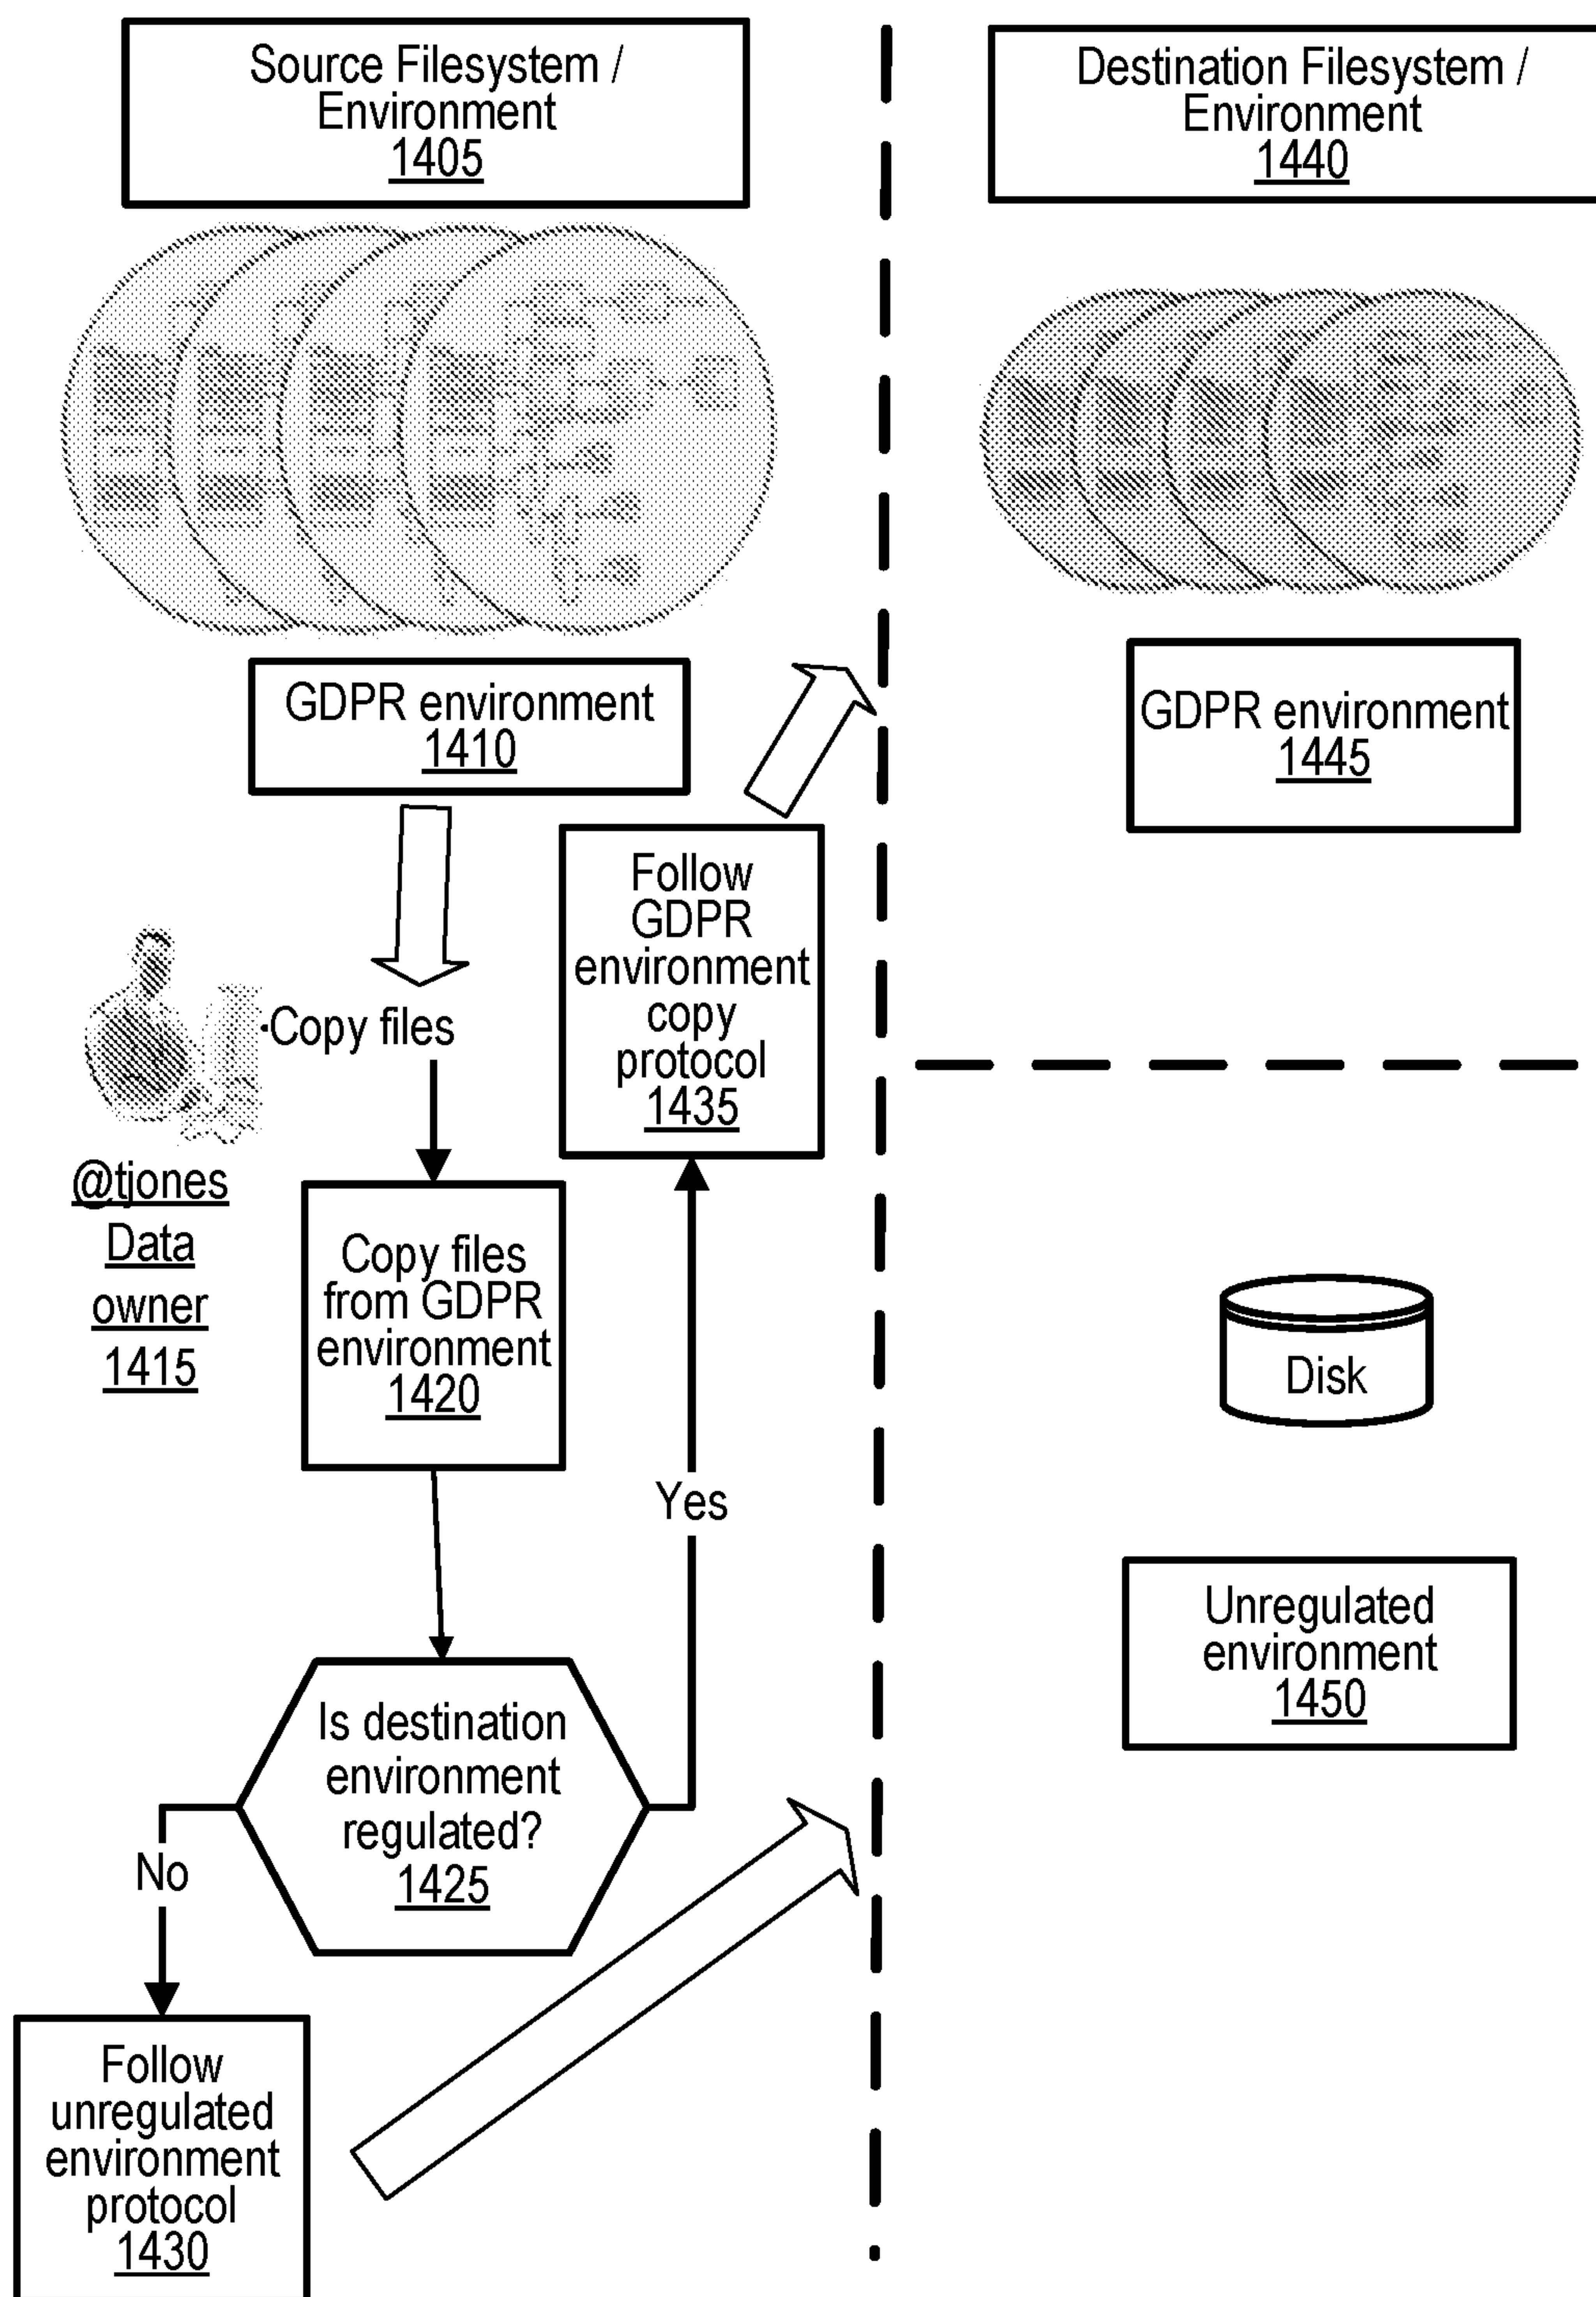 Source Filesystem /
Environment
1405
Destination Filesystem /
Environment
1440
GDPR environment
1410
GDPR environment
1445
Copy files
@tjones
Data
owner
1415
Copy files
from GDPR
environment
1420
Follow
GDPR
environment
copy
protocol
1435
Yes
Is destination
environment
regulated?
1425
No
Follow
unregulated
environment
protocol
1430
Disk
Unregulated
environment
1450